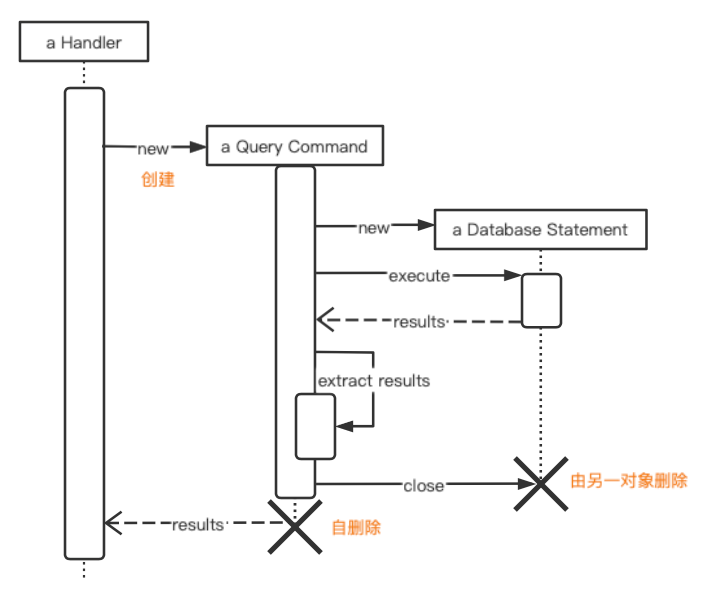 a Handler
a Query Command
new
创建
a Database Statement
new
execute
results
extract results
close
由另一对象删除
results
自删除